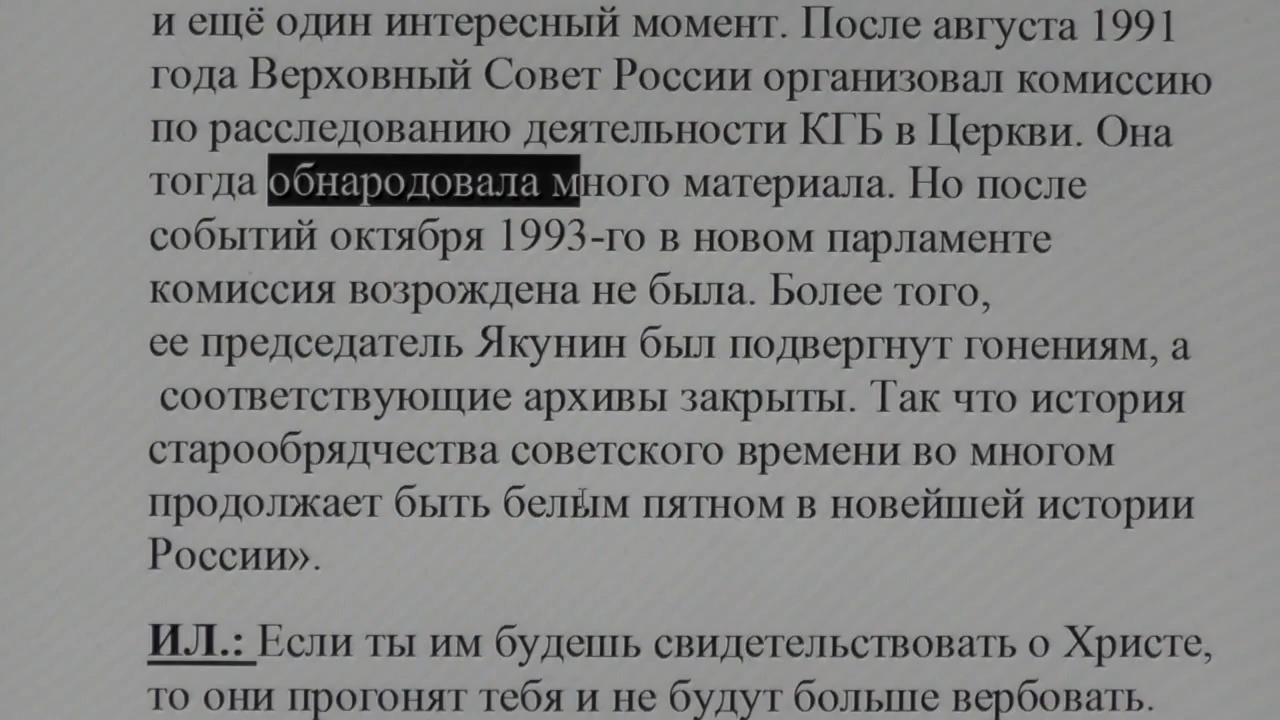 и ещё один интересный момент. После августа 1991
года Верховный Совет России организовал комиссию
по расследованию деятельности КГБ в Церкви. Она
тогда обнародовала много материала. Но после
событий октября 1993-го в новом парламенте
комиссия возрождена не была. Более того,
ее председатель Якунин был подвергнут гонениям, а
соответствующие архивы закрыты. Так что история
старообрядчества советского времени во многом
продолжает быть белым пятном в новейшей истории
России».
ИЛ.: Если ты им будешь свидетельствовать о Христе,
то они прогонят тебя и не будут больше вербовать.